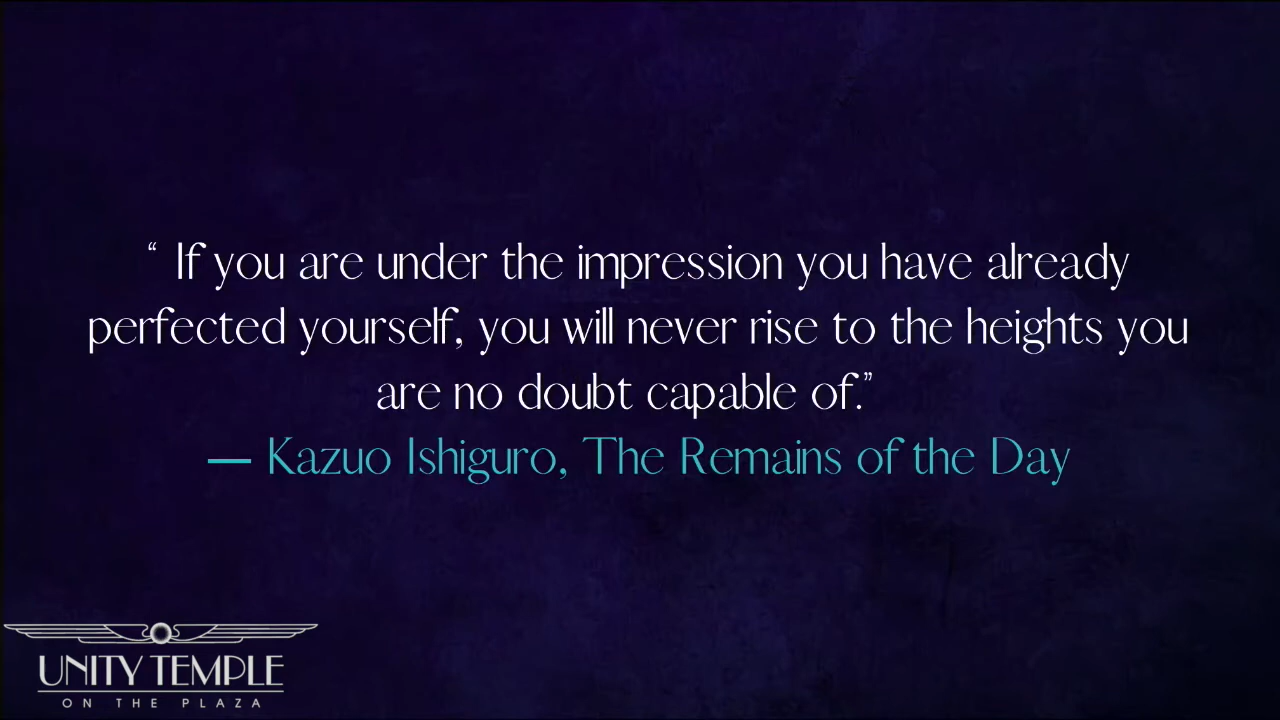 “ If you are under the impression you have already
perfected yourself, you will never rise to the heights you
are no doubt capable of.”
— Kazuo Ishiguro, The Remains of the Day
UNITY TEMPLE
ON THE PLAZA